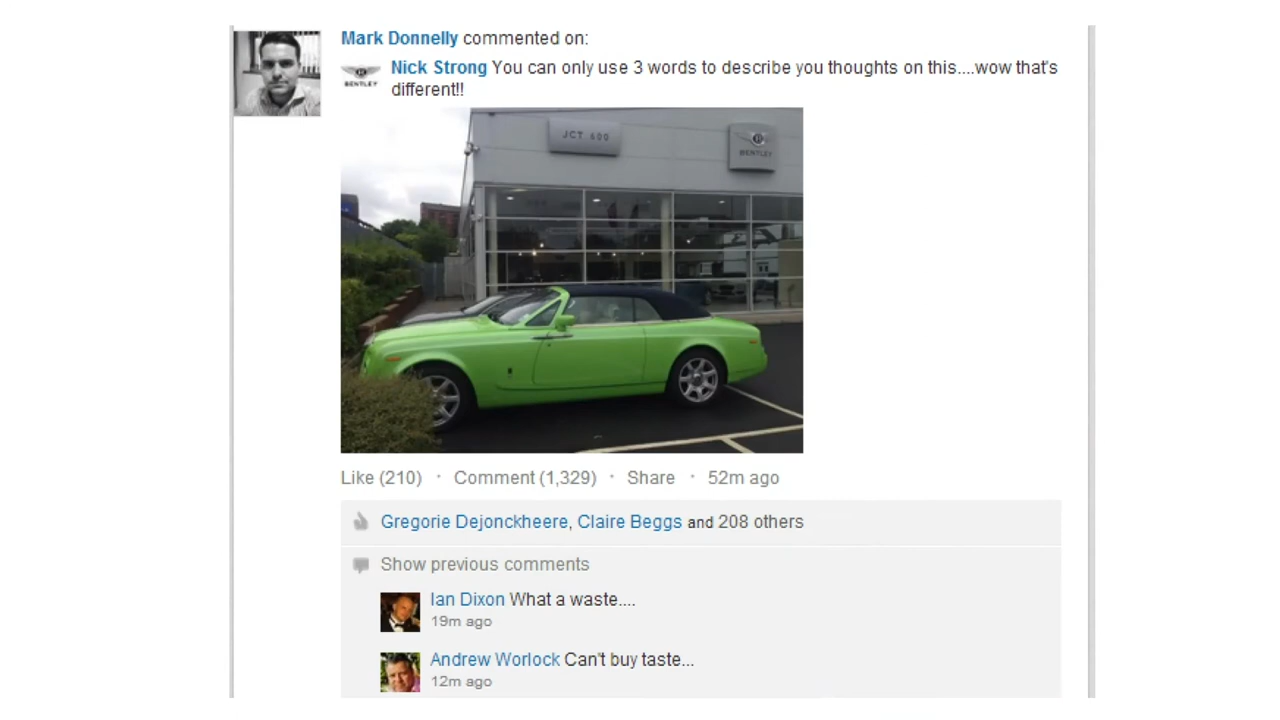 Mark Donnelly commented on:
BENTLEY
Nick Strong You can only use 3 words to describe you thoughts on this....wow that's
different!!
JCT 600
BENTLEY
Like (210) · Comment (1,329) · Share · 52m ago
Gregorie Dejonckheere, Claire Beggs and 208 others
Show previous comments
Ian Dixon What a waste....
19m ago
Andrew Worlock Can't buy taste...
12m ago